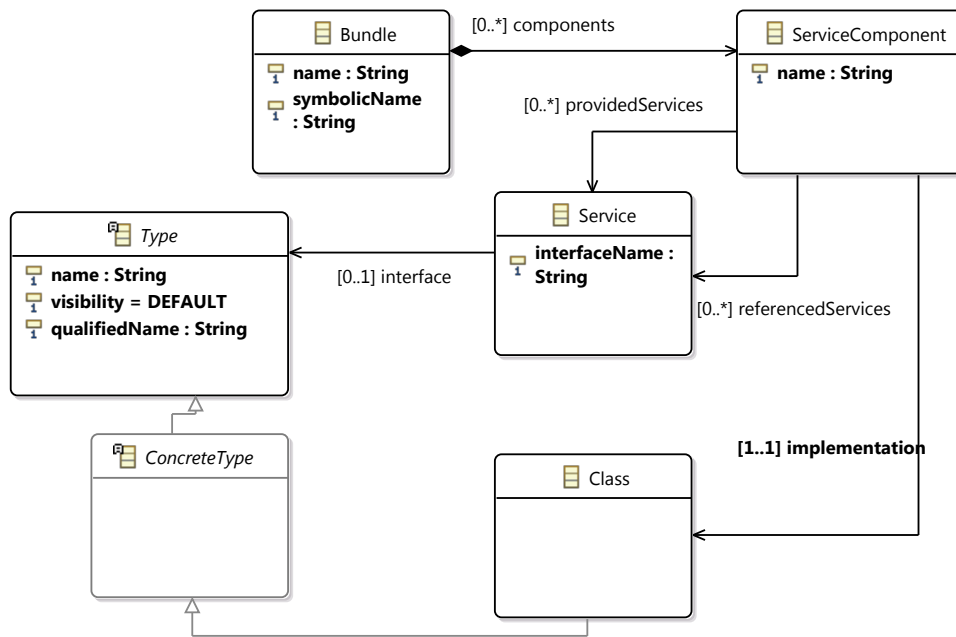 Bundle
name : String
symbolicName
: String
[0..*] components
ServiceComponent
name : String
[0..*] providedServices
Service
interfaceName :
String
[0..1] interface
Type
name : String
visibility = DEFAULT
qualifiedName : String
[0..*] referencedServices
ConcreteType
[1..1] implementation
Class